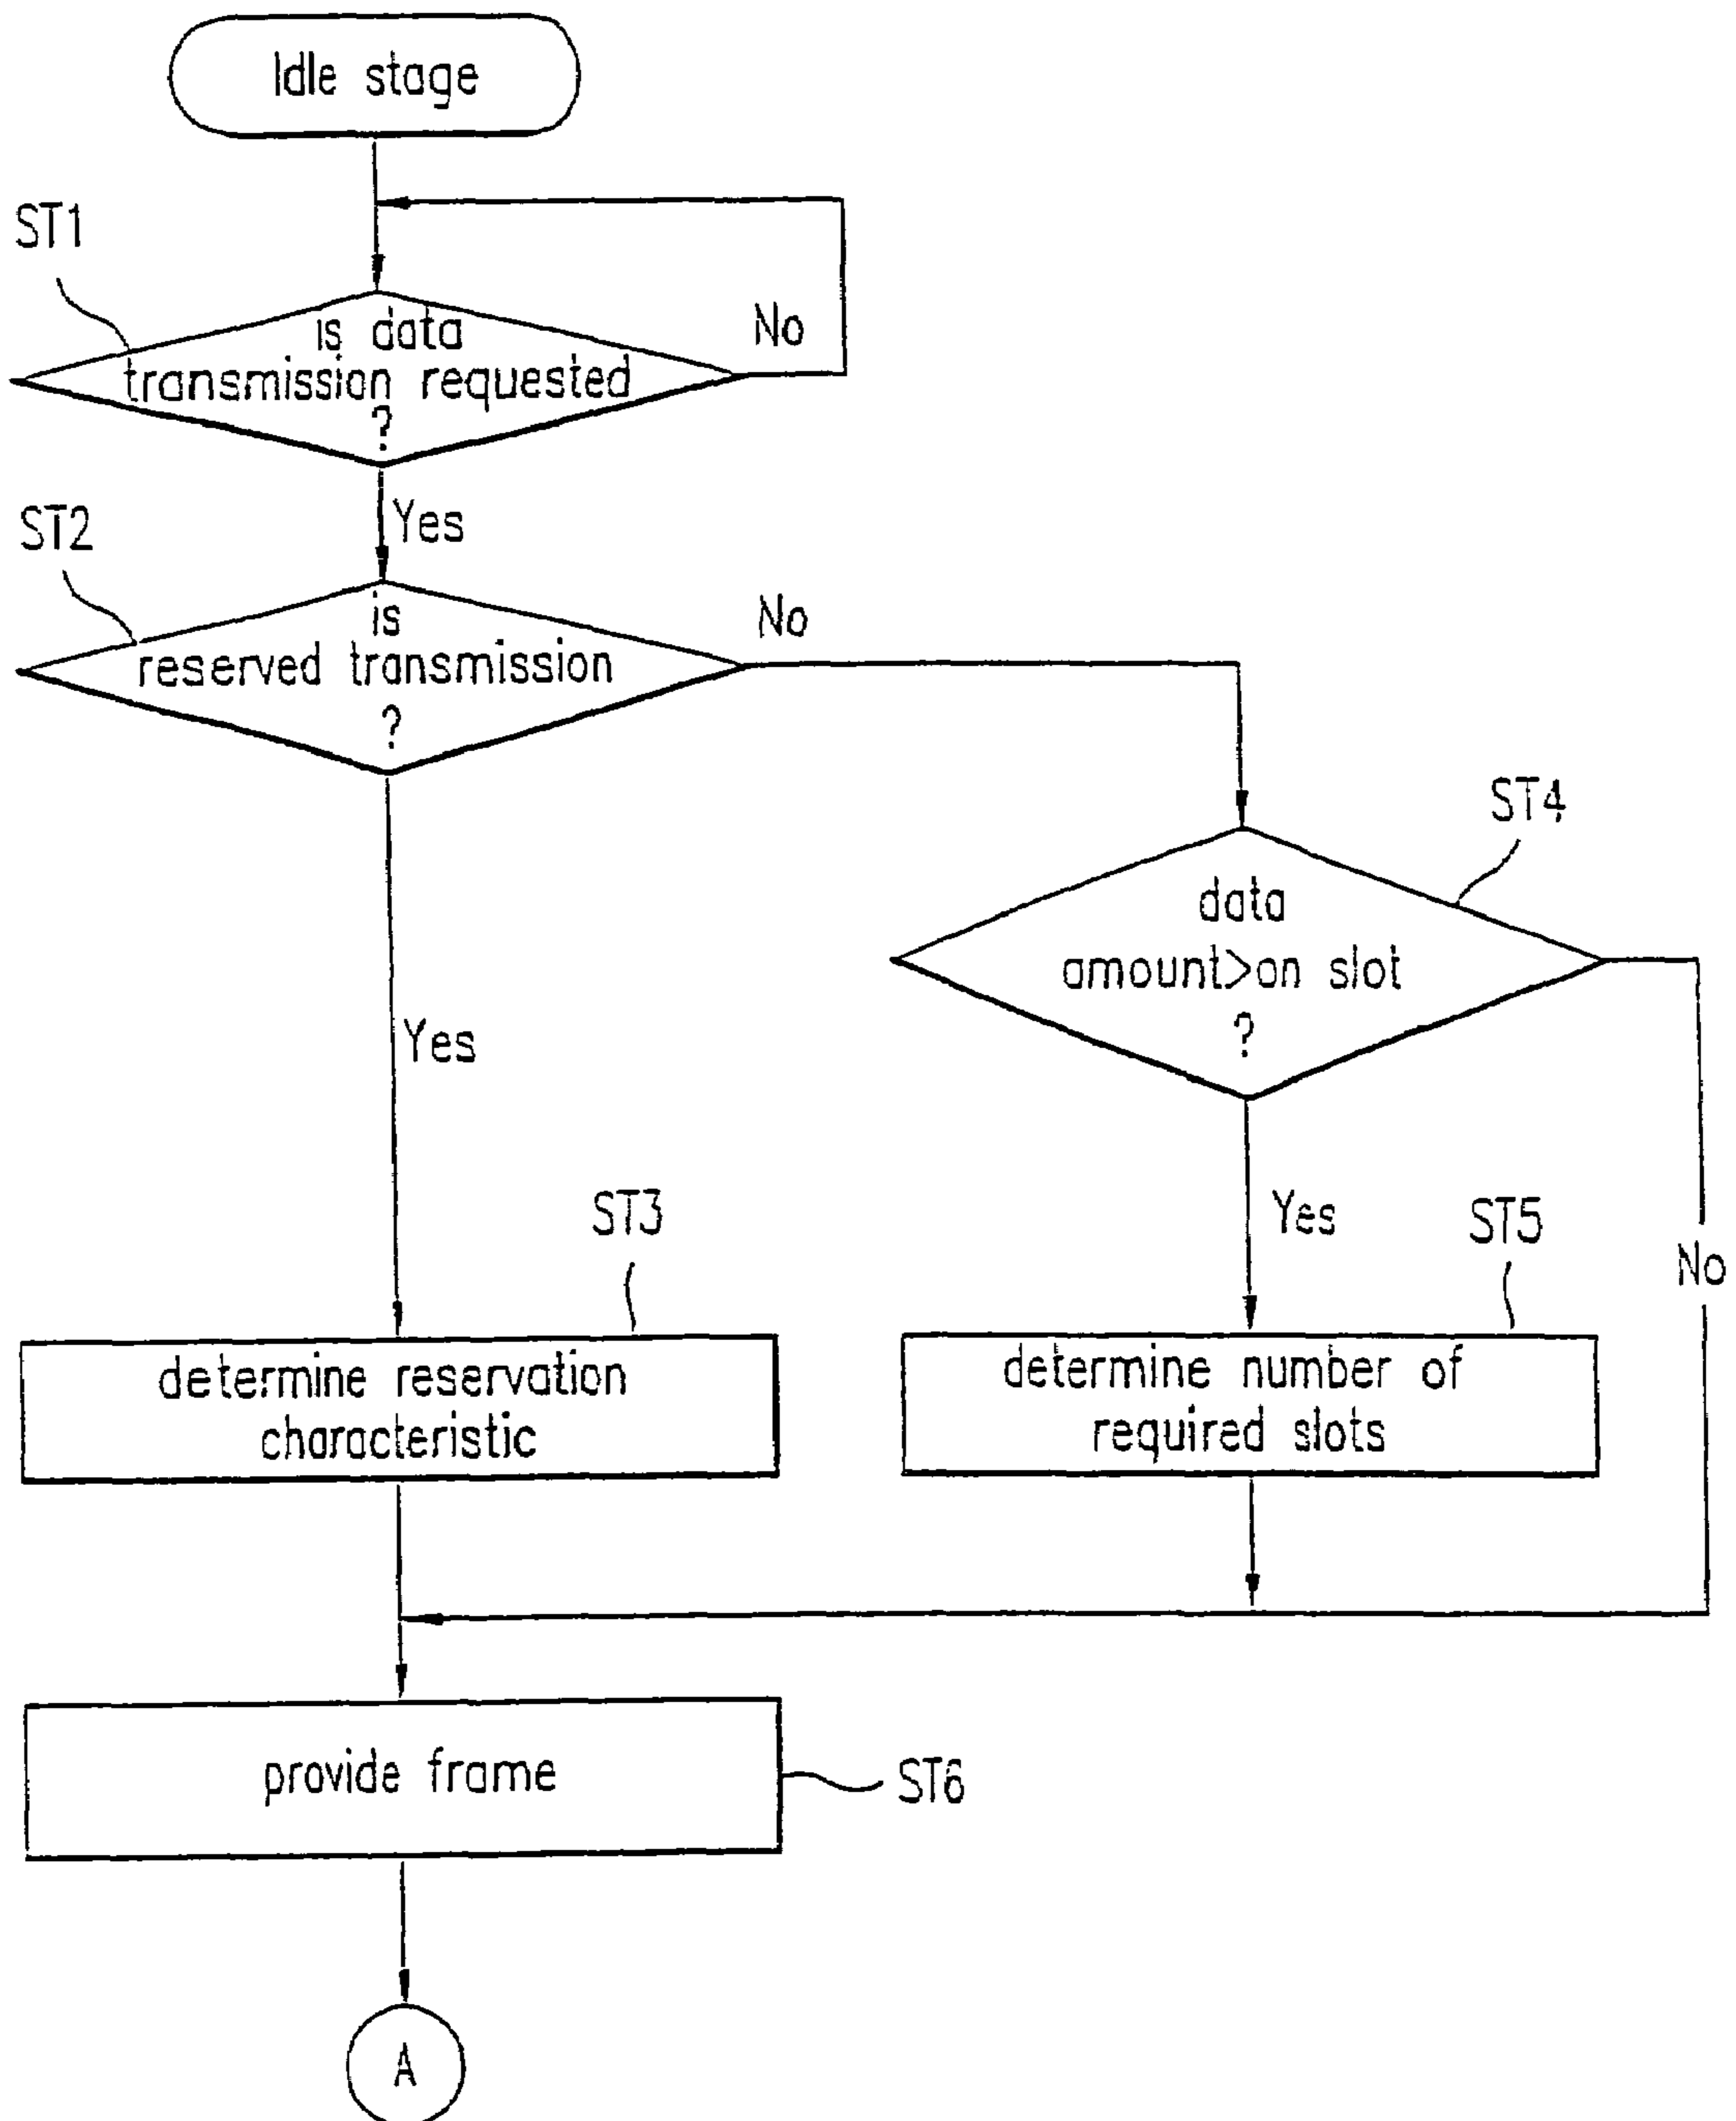 Idle stage
ST1
is data
transmission requested
?
No
Yes
ST2
is
reserved transmission
?
No
ST4
data
amount>an slot
?
Yes
Yes
No
ST3
determine reservation
characteristic
ST5
determine number of
required slots
provide frame
ST6
A